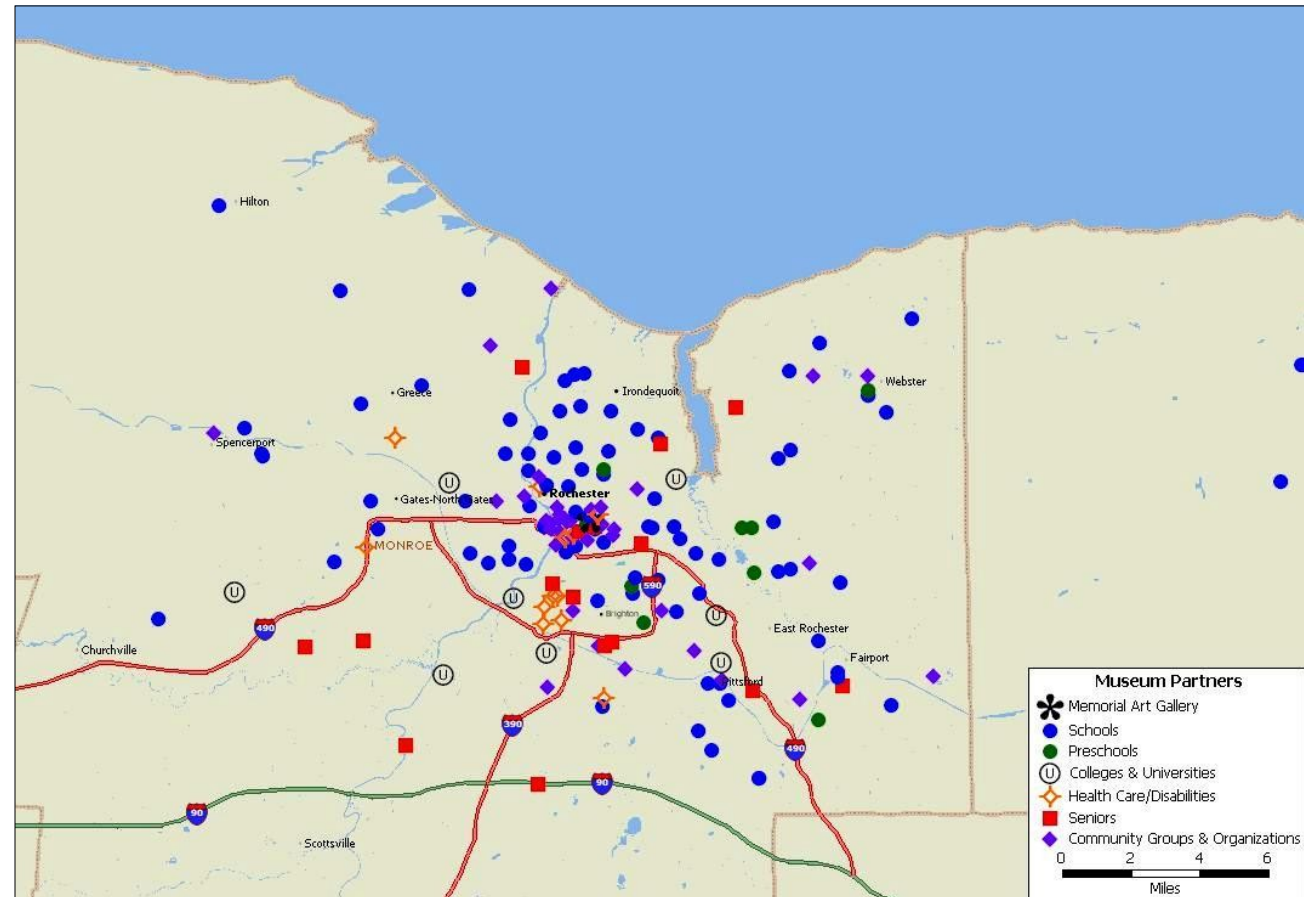 Hilton
Irondequoit
Greece
Webster
Spencerport
U
U
Gates-North Gates
Rochester
MONROE
U
U
590
U
Brighton
490
East Rochester
Churchville
U
U
Fairport
U
Pittsford
390
490
90
90
Scottsville
Museum Partners
Memorial Art Gallery
Schools
Preschools
U Colleges & Universities
Health Care/Disabilities
Seniors
Community Groups & Organizations
0 2 4 6
Miles